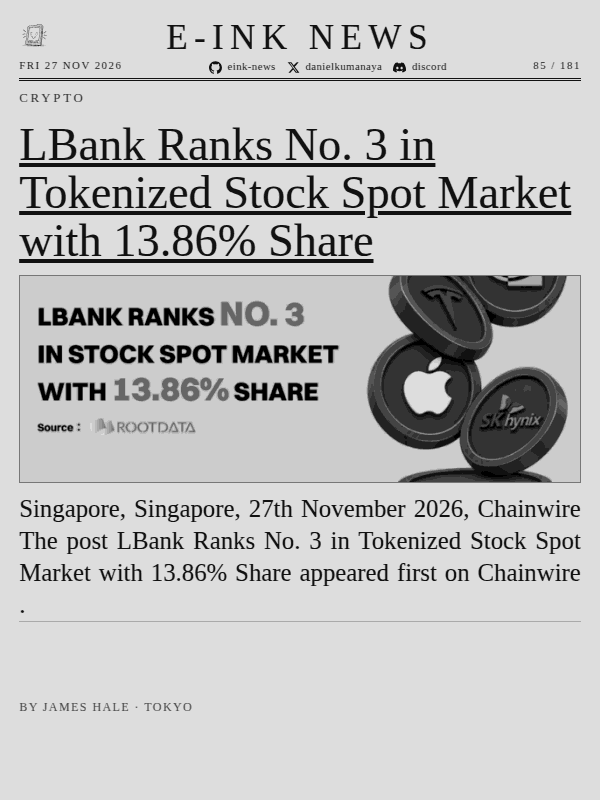 E-INK NEWS
FRI 27 NOV 2026
eink-news danielkumanaya discord
85 / 181
CRYPTO
LBank Ranks No. 3 in
Tokenized Stock Spot Market
with 13.86% Share
LBANK RANKS NO. 3
IN STOCK SPOT MARKET
WITH 13.86% SHARE
Source : ROOTDATA
SK hynix
Singapore, Singapore, 27th November 2026, Chainwire
The post LBank Ranks No. 3 in Tokenized Stock Spot
Market with 13.86% Share appeared first on Chainwire
.
BY JAMES HALE · TOKYO